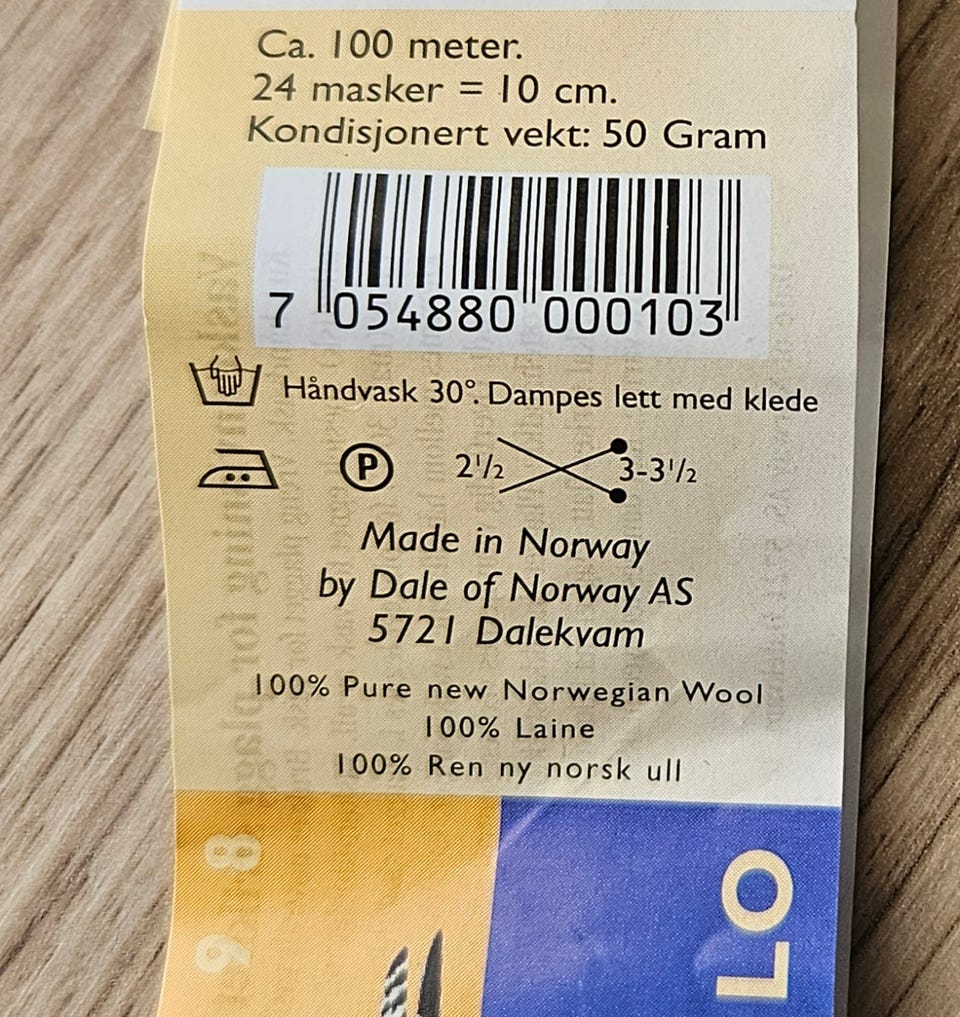 Ca. 100 meter.
24 masker = 10 cm.
Kondisjonert vekt: 50 Gram
7 054880 000103
Håndvask 30°. Dampes lett med klede
P 2½ 3-3½
Made in Norway
by Dale of Norway AS
5721 Dalekvam
100% Pure new Norwegian Wool
100% Laine
100% Ren ny norsk ull
LO